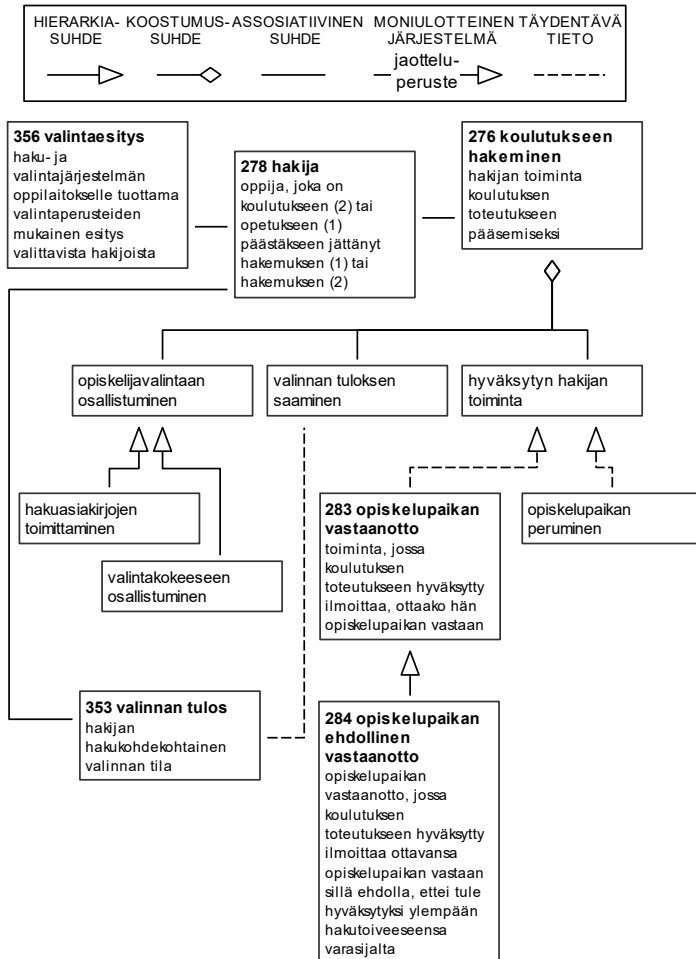 HIERARKIA-
SUHDE
KOOSTUMUS-
SUHDE
ASSOSIATIIVINEN
SUHDE
MONIULOTTEINEN
JÄRJESTELMÄ
jaottelu-
peruste
TÄYDENTÄVÄ
TIETO
356 valintaesitys
haku- ja
valintajärjestelmän
oppilaitokselle tuottama
valintaperusteiden
mukainen esitys
valittavista hakijoista
278 hakija
oppija, joka on
koulutukseen (2) tai
opetukseen (1)
päästäkseen jättänyt
hakemuksen (1) tai
hakemuksen (2)
276 koulutukseen
hakeminen
hakijan toiminta
koulutuksen
toteutukseen
pääsemiseksi
opiskelijavalintaan
osallistuminen
valinnan tuloksen
saaminen
hyväksytyn hakijan
toiminta
hakuasiakirjojen
toimittaminen
valintakokeeseen
osallistuminen
283 opiskelupaikan
vastaanotto
toiminta, jossa
koulutuksen
toteutukseen hyväksytty
ilmoittaa, ottaako hän
opiskelupaikan vastaan
opiskelupaikan
peruminen
353 valinnan tulos
hakijan
hakukohdekohtainen
valinnan tila
284 opiskelupaikan
ehdollinen
vastaanotto
opiskelupaikan
vastaanotto, jossa
koulutuksen
toteutukseen hyväksytty
ilmoittaa ottavansa
opiskelupaikan vastaan
sillä ehdolla, ettei tule
hyväksytyksi ylempään
hakutoiveeseensa
varasijalta